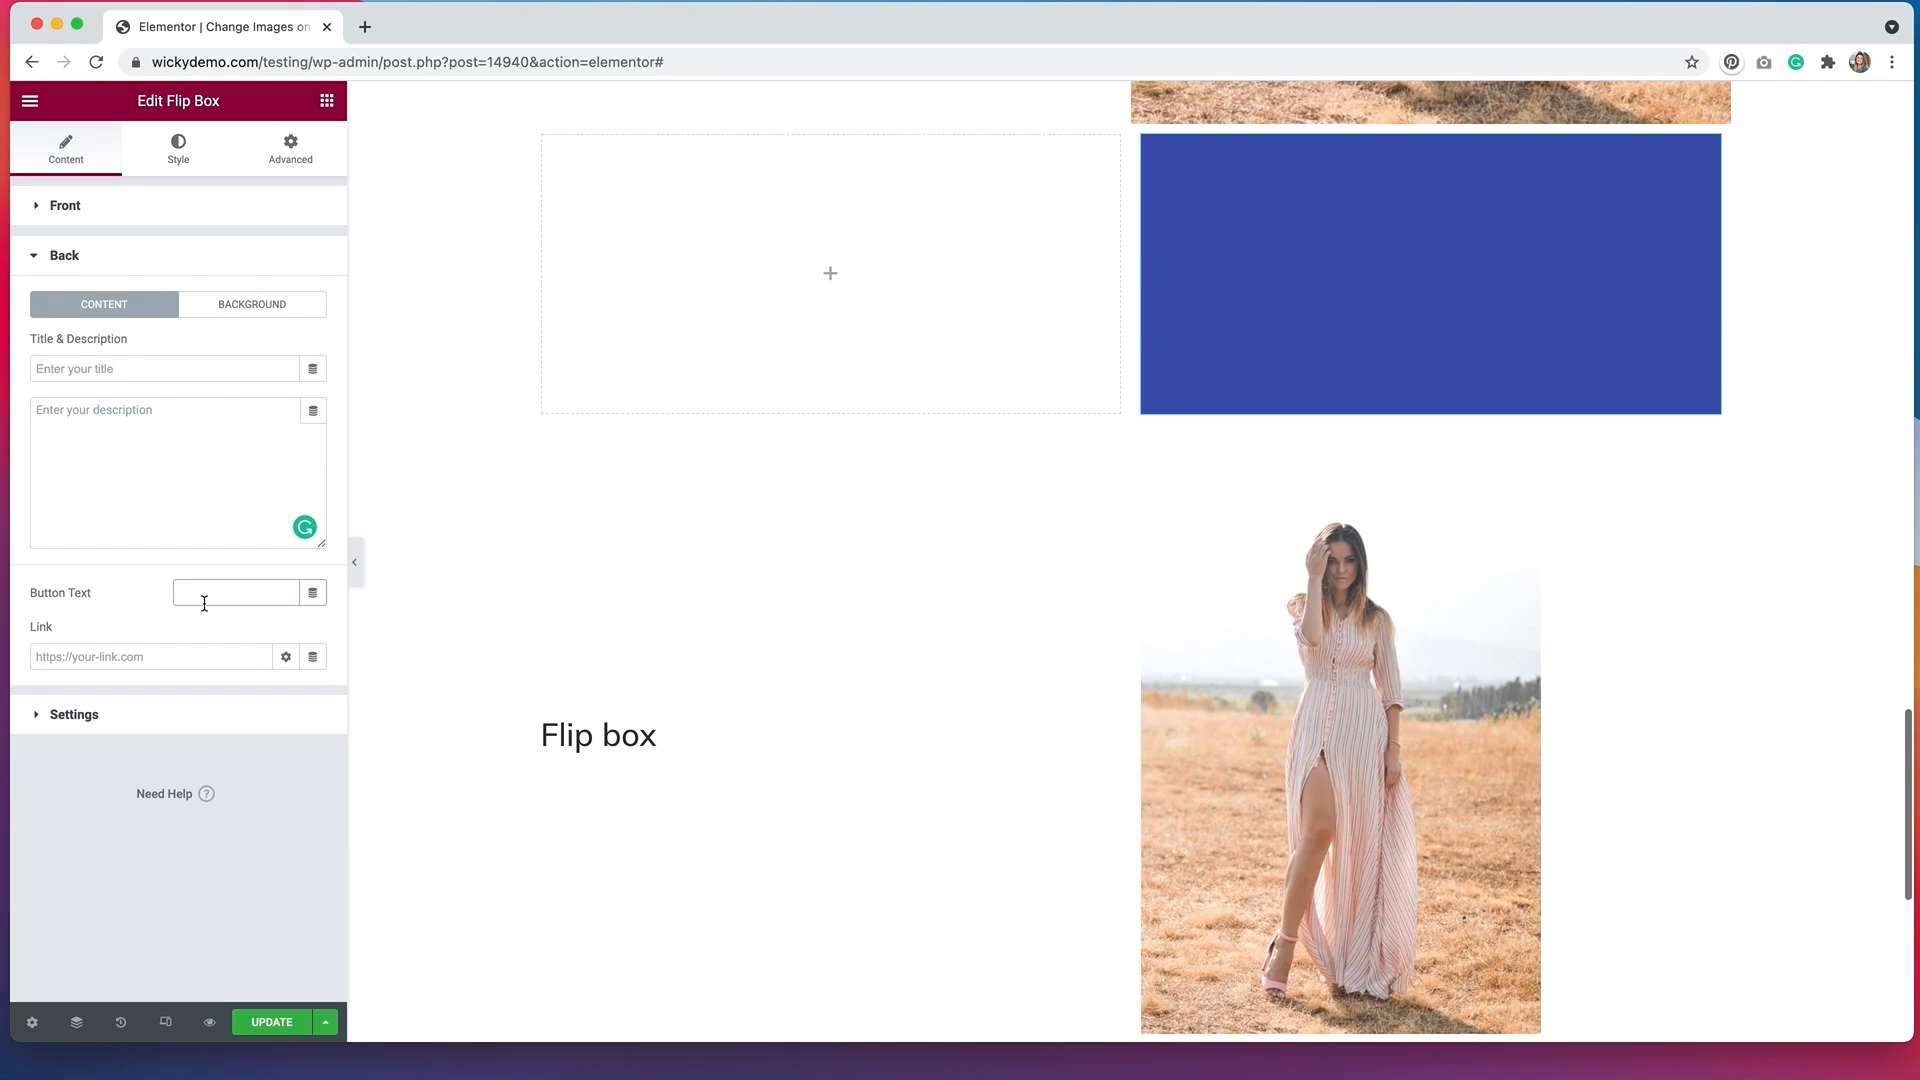 Elementor | Change Images on
wickydemo.com/testing/wp-admin/post.php?post=14940&action=elementor#
Edit Flip Box
Content
Style
Advanced
Front
Back
CONTENT
BACKGROUND
Title & Description
Enter your title
Enter your description
Button Text
Link
https://your-link.com
Settings
Need Help ?
UPDATE
Flip box